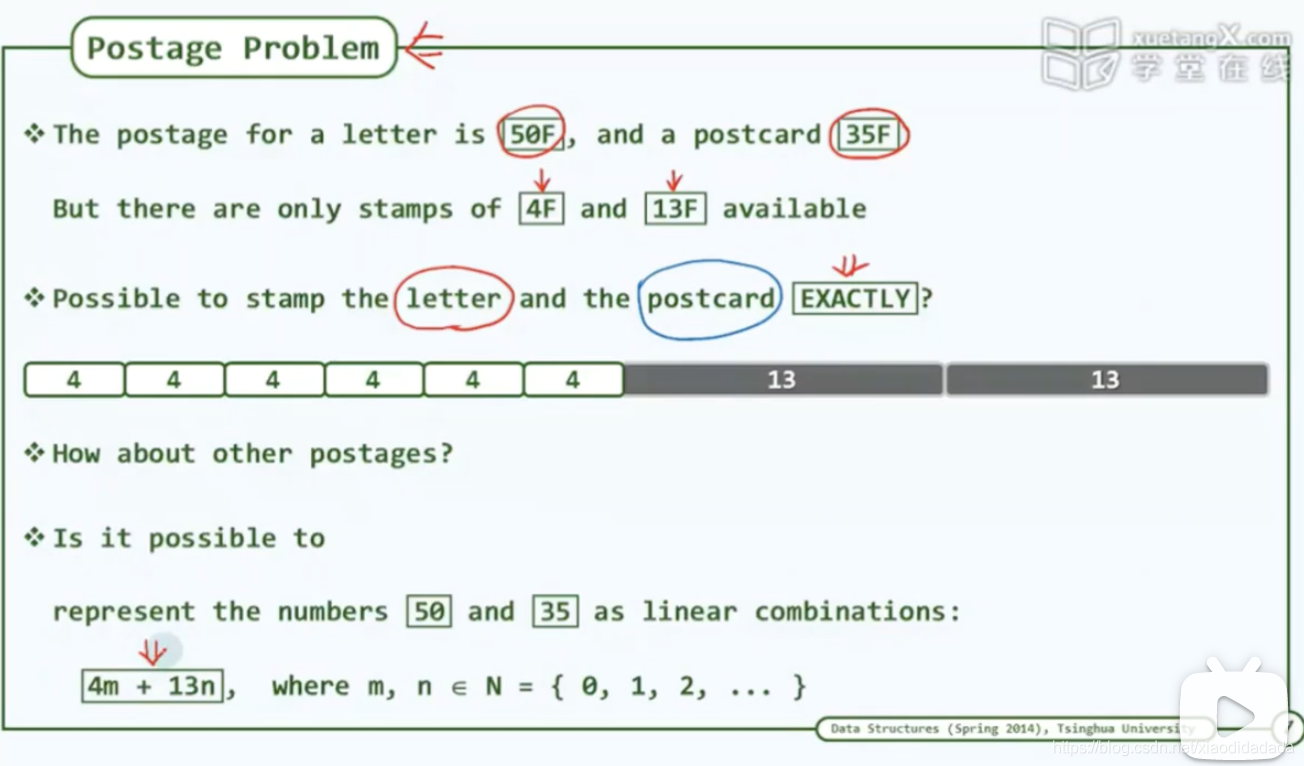 Postage Problem
xuetangX.com
学堂在线
❖ The postage for a letter is 50F, and a postcard 35F
But there are only stamps of 4F and 13F available
❖ Possible to stamp the letter and the postcard EXACTLY?
4 4 4 4 4 4 13 13
❖ How about other postages?
❖ Is it possible to
represent the numbers 50 and 35 as linear combinations:
4m + 13n, where m, n ∈ N = { 0, 1, 2, ... }
Data Structures (Spring 2014), Tsinghua University
https://blog.csdn.net/xiaodidadada